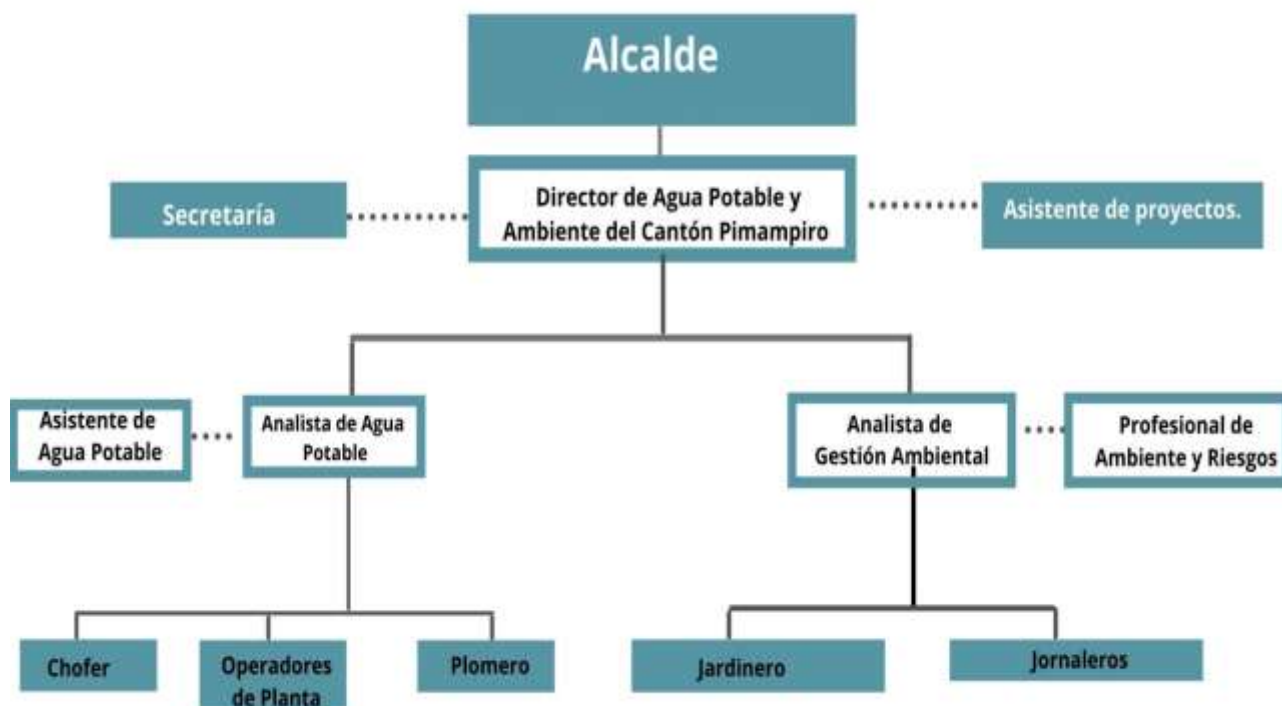 Alcalde
Secretaría
Director de Agua Potable y
Ambiente del Cantón Pimampiro
Asistente de proyectos.
Asistente de
Agua Potable
Analista de Agua
Potable
Analista de
Gestión Ambiental
Profesional de
Ambiente y Riesgos
Chofer
Operadores
de Planta
Plomero
Jardinero
Jornaleros